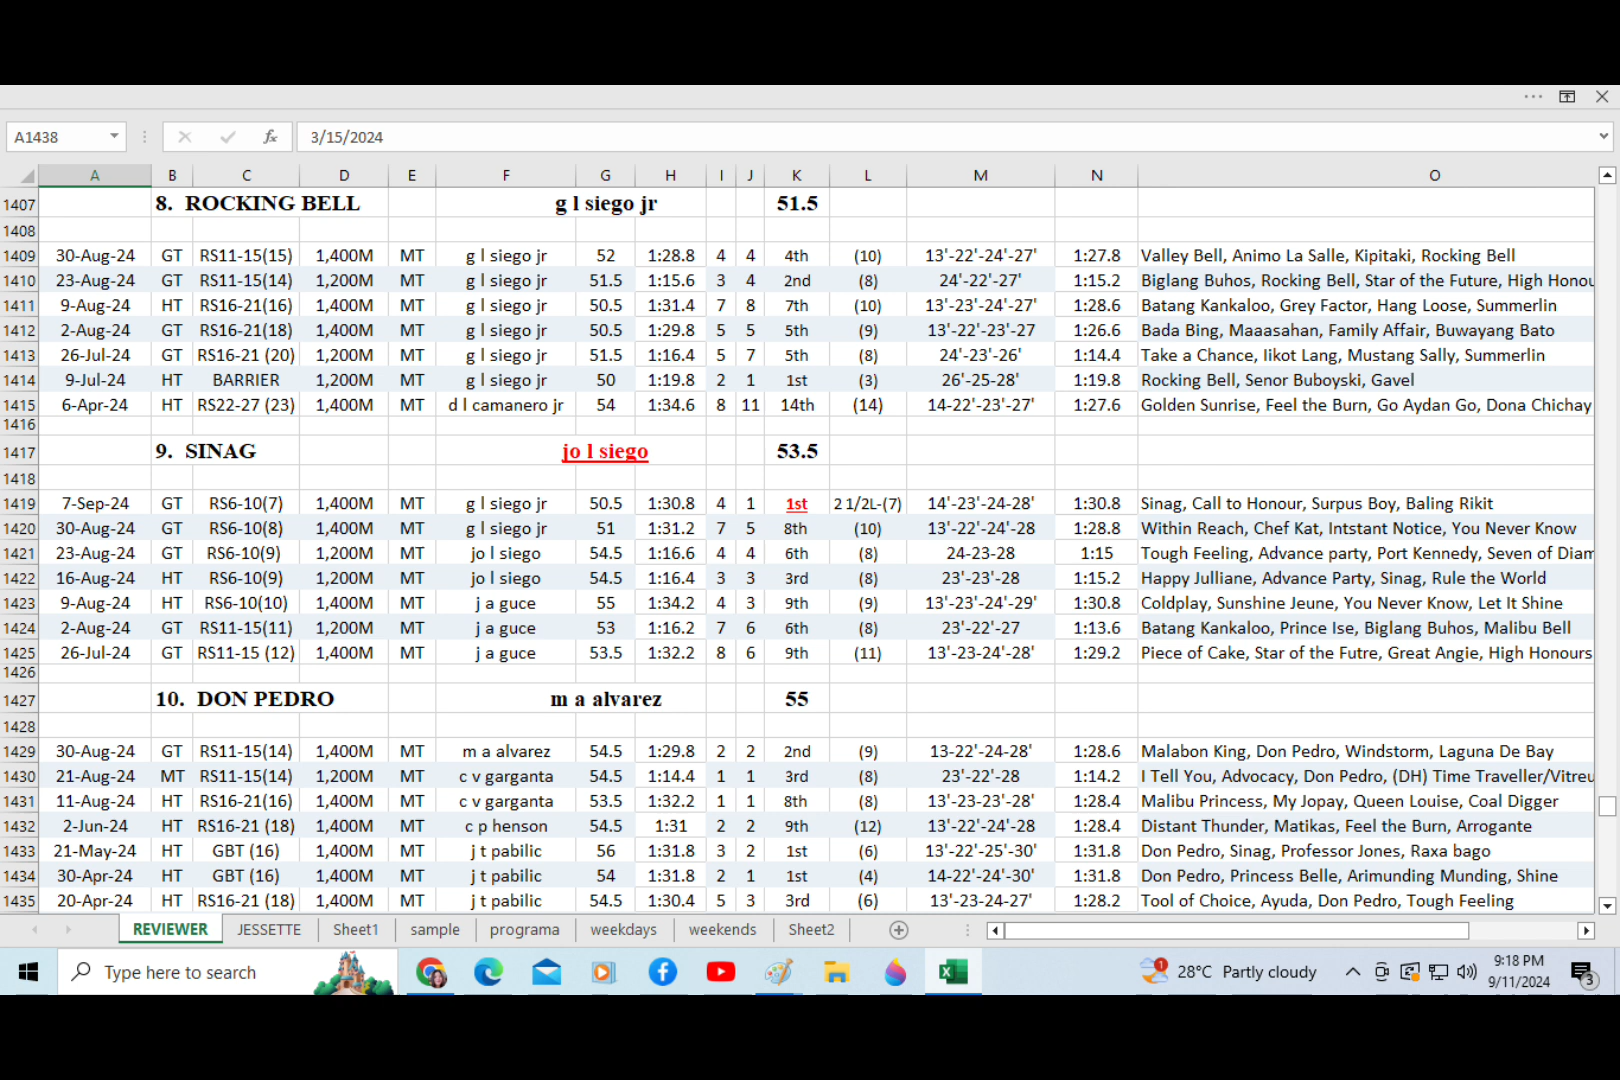 A1438 fx 3/15/2024
A B C D E F G H I J K L M N O
1407 8. ROCKING BELL g l siego jr 51.5
1408
1409 30-Aug-24 GT RS11-15(15) 1,400M MT g l siego jr 52 1:28.8 4 4 4th (10) 13'-22'-24'-27' 1:27.8 Valley Bell, Animo La Salle, Kipitaki, Rocking Bell
1410 23-Aug-24 GT RS11-15(14) 1,200M MT g l siego jr 51.5 1:15.6 3 4 2nd (8) 24'-22'-27' 1:15.2 Biglang Buhos, Rocking Bell, Star of the Future, High Honou
1411 9-Aug-24 HT RS16-21(16) 1,400M MT g l siego jr 50.5 1:31.4 7 8 7th (10) 13'-23'-24'-27' 1:28.6 Batang Kankaloo, Grey Factor, Hang Loose, Summerlin
1412 2-Aug-24 GT RS16-21(18) 1,400M MT g l siego jr 50.5 1:29.8 5 5 5th (9) 13'-22'-23'-27 1:26.6 Bada Bing, Maaasahan, Family Affair, Buwayang Bato
1413 26-Jul-24 GT RS16-21 (20) 1,200M MT g l siego jr 51.5 1:16.4 5 7 5th (8) 24'-23'-26' 1:14.4 Take a Chance, Iikot Lang, Mustang Sally, Summerlin
1414 9-Jul-24 HT BARRIER 1,200M MT g l siego jr 50 1:19.8 2 1 1st (3) 26'-25-28' 1:19.8 Rocking Bell, Senor Buboyski, Gavel
1415 6-Apr-24 HT RS22-27 (23) 1,400M MT d l camanero jr 54 1:34.6 8 11 14th (14) 14-22'-23'-27' 1:27.6 Golden Sunrise, Feel the Burn, Go Aydan Go, Dona Chichay
1416
1417 9. SINAG jo l siego 53.5
1418
1419 7-Sep-24 GT RS6-10(7) 1,400M MT g l siego jr 50.5 1:30.8 4 1 1st 2 1/2L-(7) 14'-23'-24-28' 1:30.8 Sinag, Call to Honour, Surpus Boy, Baling Rikit
1420 30-Aug-24 GT RS6-10(8) 1,400M MT g l siego jr 51 1:31.2 7 5 8th (10) 13'-22'-24'-28 1:28.8 Within Reach, Chef Kat, Intstant Notice, You Never Know
1421 23-Aug-24 GT RS6-10(9) 1,200M MT jo l siego 54.5 1:16.6 4 4 6th (8) 24-23-28 1:15 Tough Feeling, Advance party, Port Kennedy, Seven of Diam
1422 16-Aug-24 HT RS6-10(9) 1,200M MT jo l siego 54.5 1:16.4 3 3 3rd (8) 23'-23'-28 1:15.2 Happy Julliane, Advance Party, Sinag, Rule the World
1423 9-Aug-24 HT RS6-10(10) 1,400M MT j a guce 55 1:34.2 4 3 9th (9) 13'-23'-24'-29' 1:30.8 Coldplay, Sunshine Jeune, You Never Know, Let It Shine
1424 2-Aug-24 GT RS11-15(11) 1,200M MT j a guce 53 1:16.2 7 6 6th (8) 23'-22'-27 1:13.6 Batang Kankaloo, Prince Ise, Biglang Buhos, Malibu Bell
1425 26-Jul-24 GT RS11-15 (12) 1,400M MT j a guce 53.5 1:32.2 8 6 9th (11) 13'-23-24'-28' 1:29.2 Piece of Cake, Star of the Futre, Great Angie, High Honours
1426
1427 10. DON PEDRO m a alvarez 55
1428
1429 30-Aug-24 GT RS11-15(14) 1,400M MT m a alvarez 54.5 1:29.8 2 2 2nd (9) 13-22'-24-28' 1:28.6 Malabon King, Don Pedro, Windstorm, Laguna De Bay
1430 21-Aug-24 MT RS11-15(14) 1,200M MT c v garganta 54.5 1:14.4 1 1 3rd (8) 23'-22'-28 1:14.2 I Tell You, Advocacy, Don Pedro, (DH) Time Traveller/Vitreu
1431 11-Aug-24 HT RS16-21(16) 1,400M MT c v garganta 53.5 1:32.2 1 1 8th (8) 13'-23-23'-28' 1:28.4 Malibu Princess, My Jopay, Queen Louise, Coal Digger
1432 2-Jun-24 HT RS16-21 (18) 1,400M MT c p henson 54.5 1:31 2 2 9th (12) 13'-22'-24'-28 1:28.4 Distant Thunder, Matikas, Feel the Burn, Arrogante
1433 21-May-24 HT GBT (16) 1,400M MT j t pabilic 56 1:31.8 3 2 1st (6) 13'-22'-25'-30' 1:31.8 Don Pedro, Sinag, Professor Jones, Raxa bago
1434 30-Apr-24 HT GBT (16) 1,400M MT j t pabilic 54 1:31.8 2 1 1st (4) 14-22'-24'-30' 1:31.8 Don Pedro, Princess Belle, Arimunding Munding, Shine
1435 20-Apr-24 HT RS16-21 (18) 1,400M MT j t pabilic 54.5 1:30.4 5 3 3rd (6) 13'-23-24-27' 1:28.2 Tool of Choice, Ayuda, Don Pedro, Tough Feeling
REVIEWER JESSETTE Sheet1 sample programa weekdays weekends Sheet2
Type here to search 1 28°C Partly cloudy 9:18 PM
9/11/2024 3